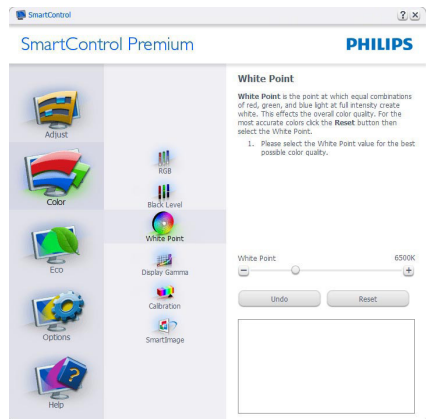 SmartControl
SmartControl Premium
PHILIPS
Adjust
Color
Eco
Options
Help
RGB
Black Level
White Point
Display Gamma
Calibration
SmartImage
White Point
White Point is the point at which equal combinations
of red, green, and blue light at full intensity create
white. This effects the overall color quality. For the
most accurate colors click the Reset button then
select the White Point.
1. Please select the White Point value for the best
possible color quality.
White Point 6500K
Undo Reset